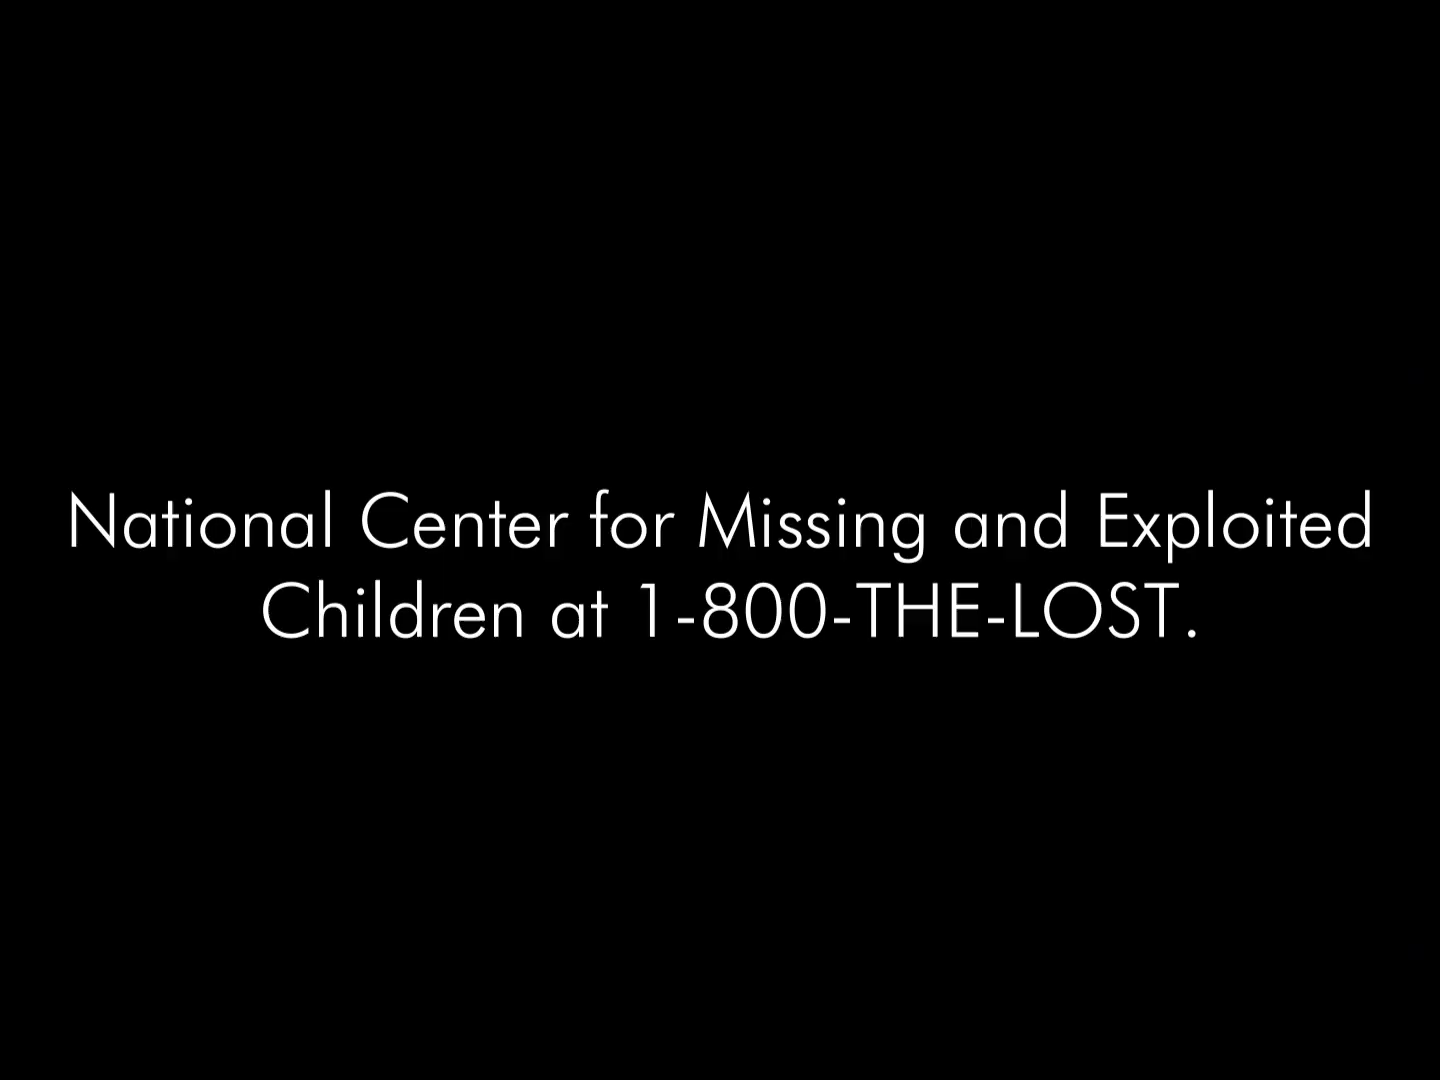 National Center for Missing and Exploited
Children at 1-800-THE-LOST.